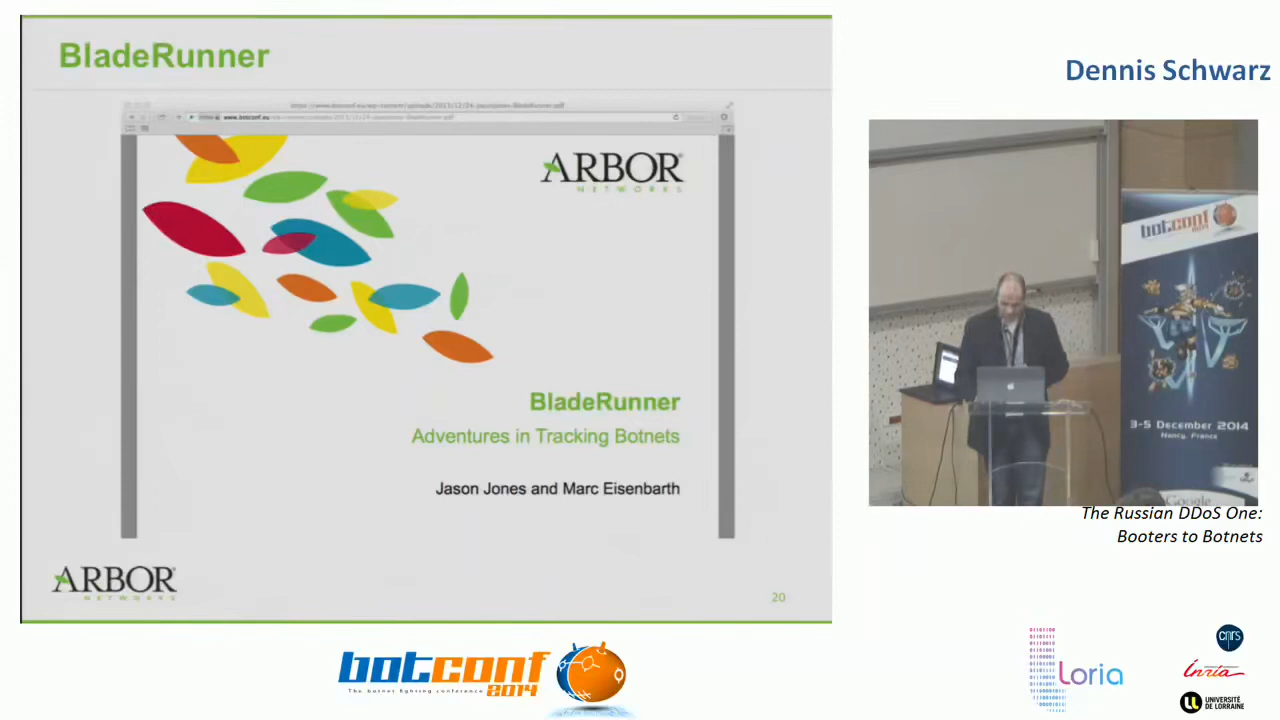 BladeRunner
ARBOR
NETWORKS
BladeRunner
Adventures in Tracking Botnets
Jason Jones and Marc Eisenbarth
ARBOR
NETWORKS
20
Dennis Schwarz
botconf
2014
3-5 December 2014
Nancy, France
Google
The Russian DDoS One:
Booters to Botnets
botconf
The botnet fighting conference 2014
Loria
cnrs
Inria
UNIVERSITÉ
DE LORRAINE